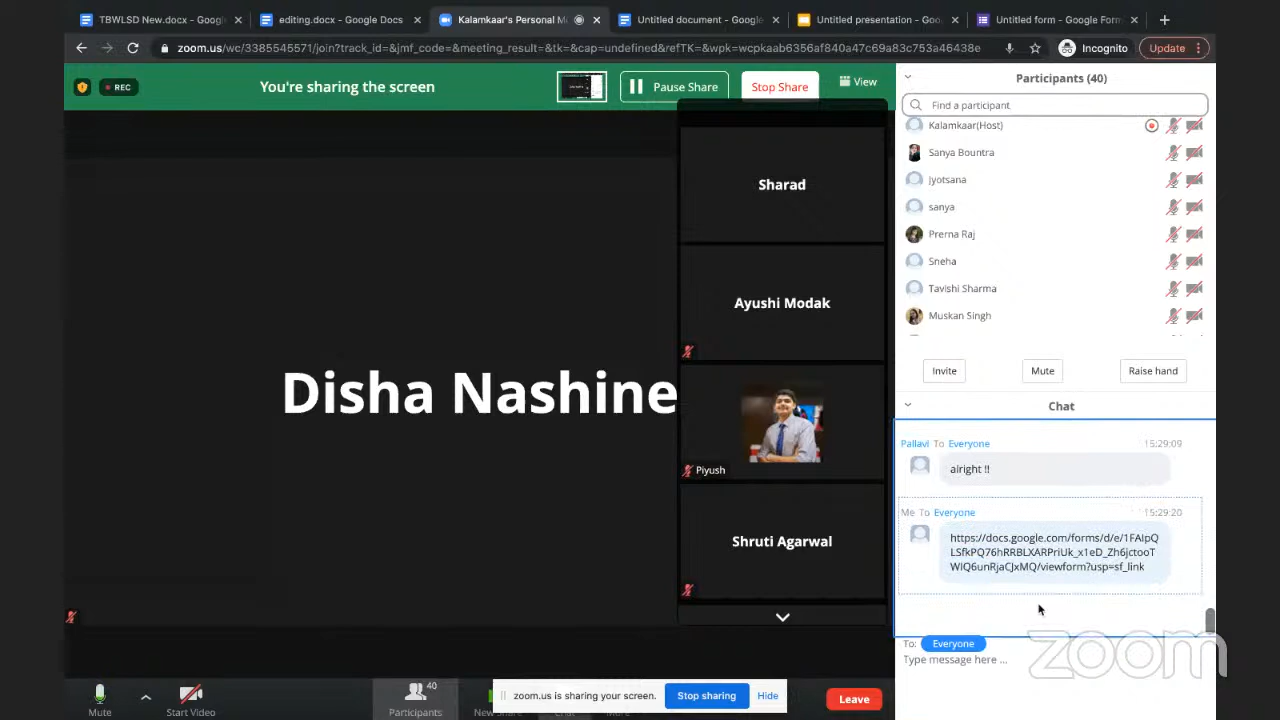 TBWLSD New.docx - Googl
editing.docx - Google Docs
Kalamkaar's Personal M
Untitled document - Google
Untitled presentation - Goo
Untitled form - Google Form
zoom.us/wc/3385545571/join?track_id=&jmf_code=&meeting_result=&tk=&cap=undefined&refTK=&wpk=wcpkaab6356af840a47c69a83c753a46438e
Incognito
Update
REC
You're sharing the screen
Pause Share
Stop Share
View
Participants (40)
Find a participant
Kalamkaar(Host)
Sanya Bountra
Jyotsana
sanya
Prerna Raj
Sneha
Tavishi Sharma
Muskan Singh
Invite
Mute
Raise hand
Sharad
Ayushi Modak
Piyush
Shruti Agarwal
Disha Nashine
Chat
Pallavi To Everyone 15:29:09
alright !!
Me To Everyone 15:29:20
https://docs.google.com/forms/d/e/1FAIpQ
LSfkPQ76hRRBLXARPriUk_x1eD_Zh6jctooT
WIQ6unRjaCJxMQ/viewform?usp=sf_link
To: Everyone
Type message here ...
zoom
Mute
Start Video
40
Participants
New Share
Chat
More
zoom.us is sharing your screen.
Stop sharing
Hide
Leave